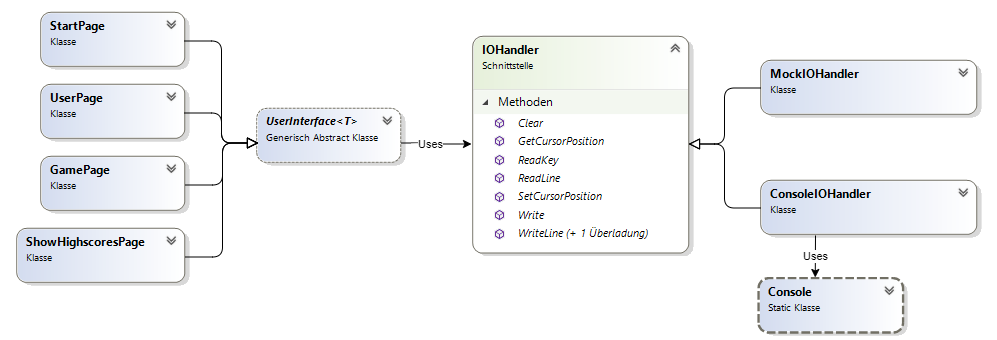 StartPage
Klasse
UserPage
Klasse
GamePage
Klasse
ShowHighscoresPage
Klasse
UserInterface<T>
Generisch Abstract Klasse
Uses
IOHandler
Schnittstelle
Methoden
Clear
GetCursorPosition
ReadKey
ReadLine
SetCursorPosition
Write
WriteLine (+ 1 Überladung)
MockIOHandler
Klasse
ConsoleIOHandler
Klasse
Uses
Console
Static Klasse